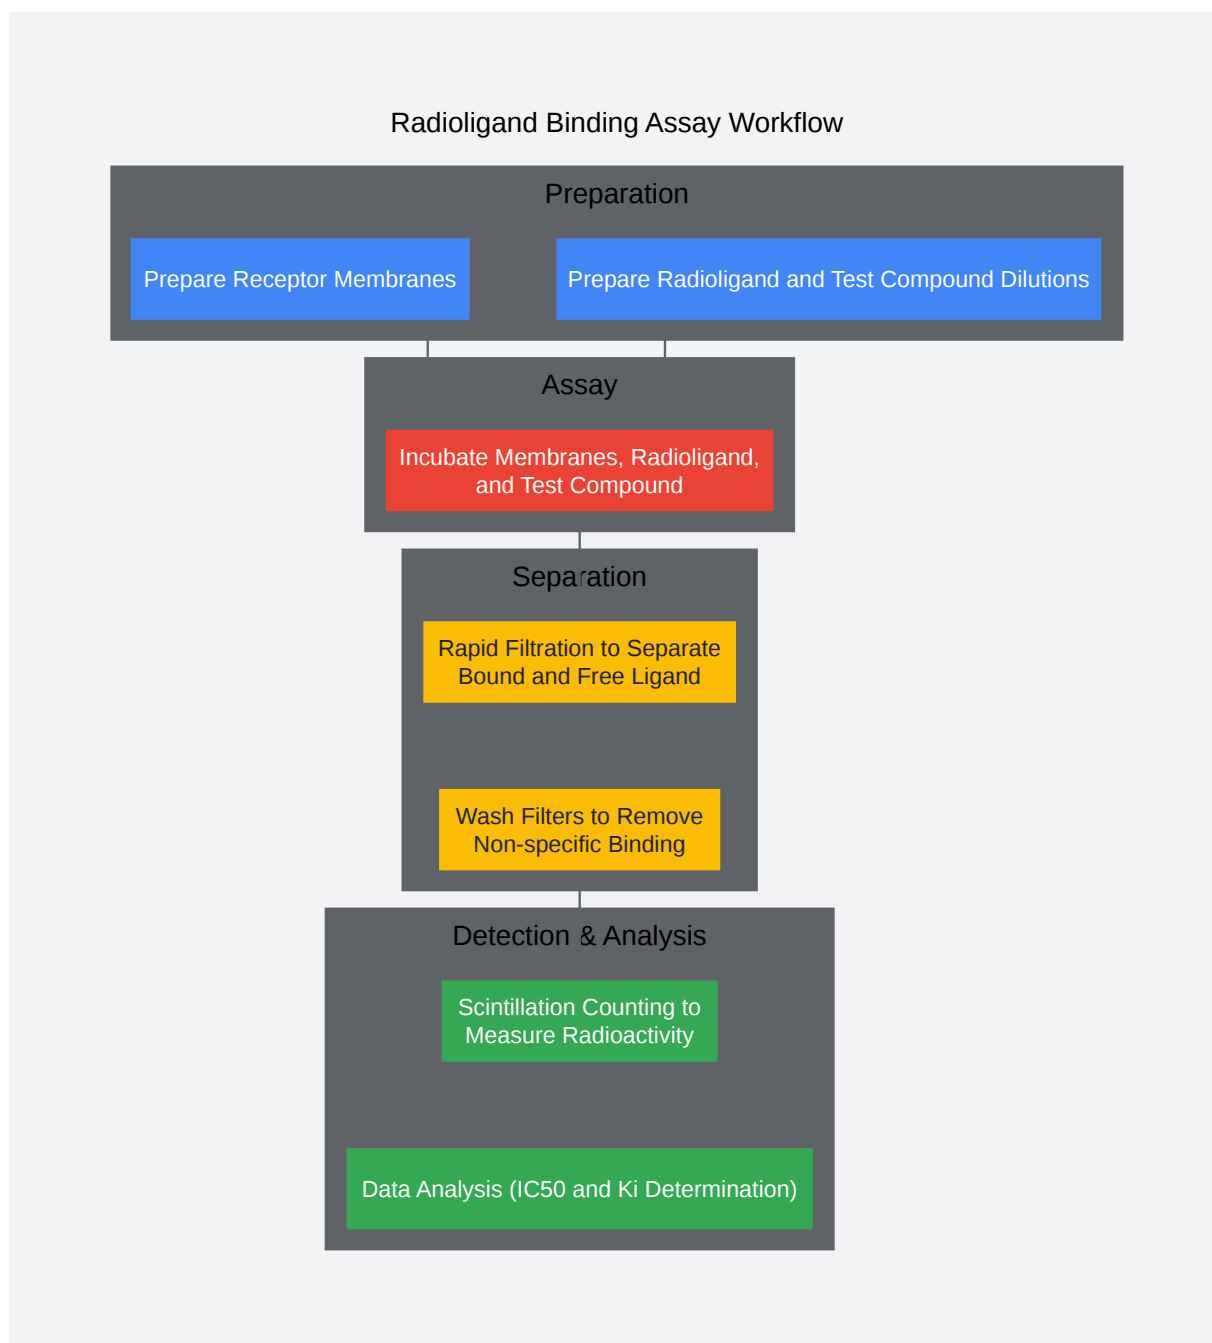 Radioligand Binding Assay Workflow
Preparation
Prepare Receptor Membranes
Prepare Radioligand and Test Compound Dilutions
Assay
Incubate Membranes, Radioligand,
and Test Compound
Separation
Rapid Filtration to Separate
Bound and Free Ligand
Wash Filters to Remove
Non-specific Binding
Detection & Analysis
Scintillation Counting to
Measure Radioactivity
Data Analysis (IC50 and Ki Determination)